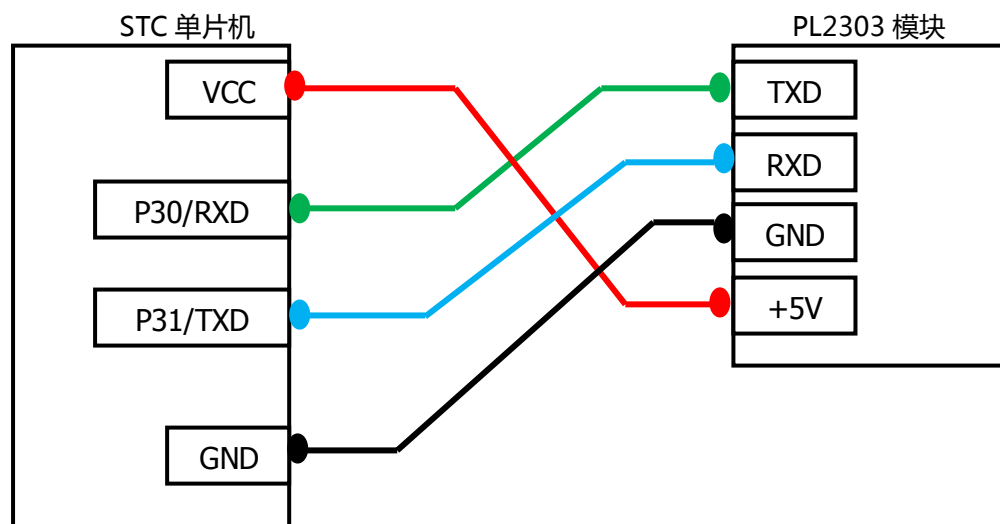 STC 单片机
VCC
P30/RXD
P31/TXD
GND
PL2303 模块
TXD
RXD
GND
+5V